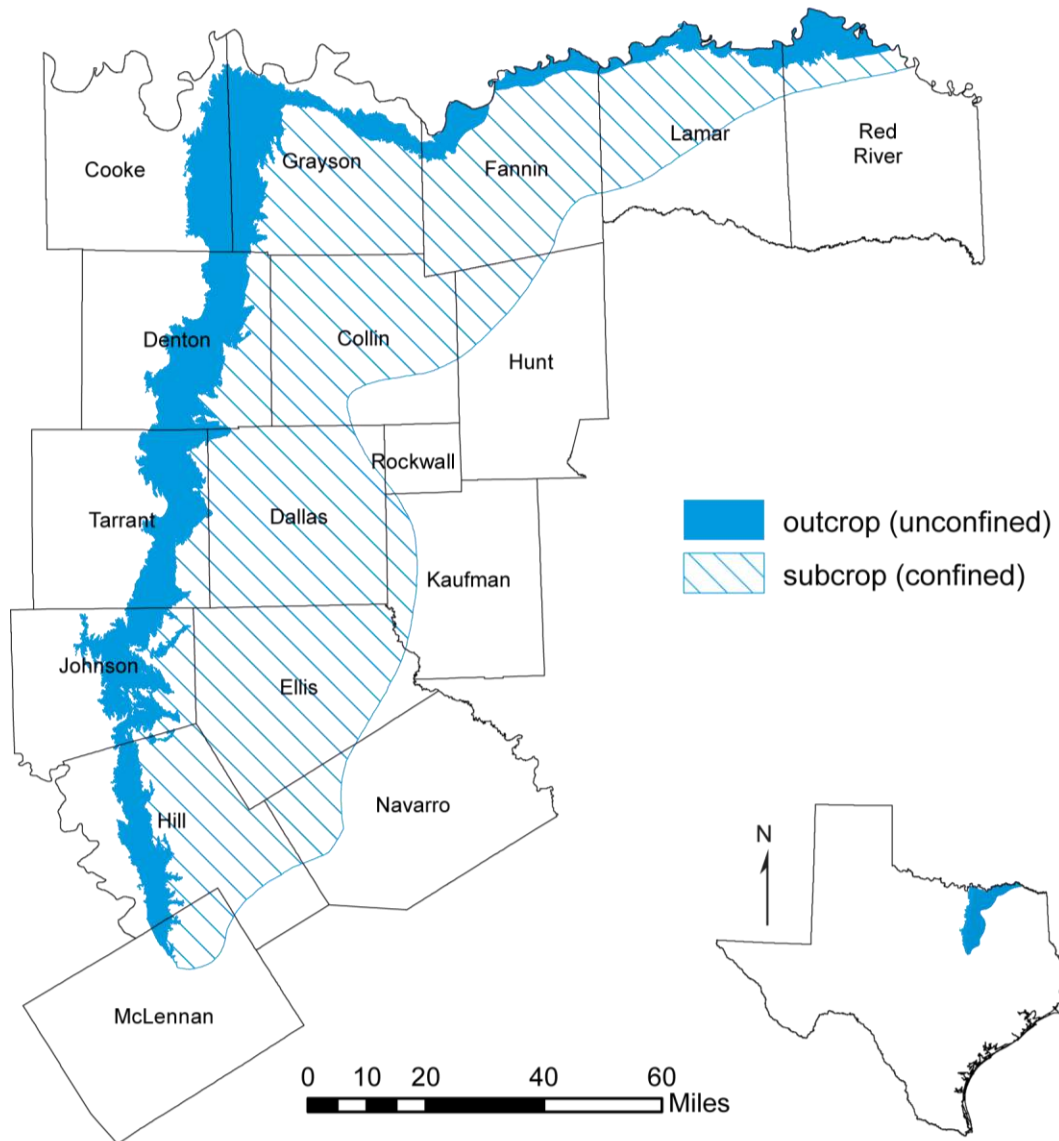 Cooke
Grayson
Fannin
Lamar
Red
River
Denton
Collin
Hunt
Rockwall
Tarrant
Dallas
Kaufman
outcrop (unconfined)
subcrop (confined)
Johnson
Ellis
Hill
Navarro
McLennan
N
0 10 20 40 60
Miles